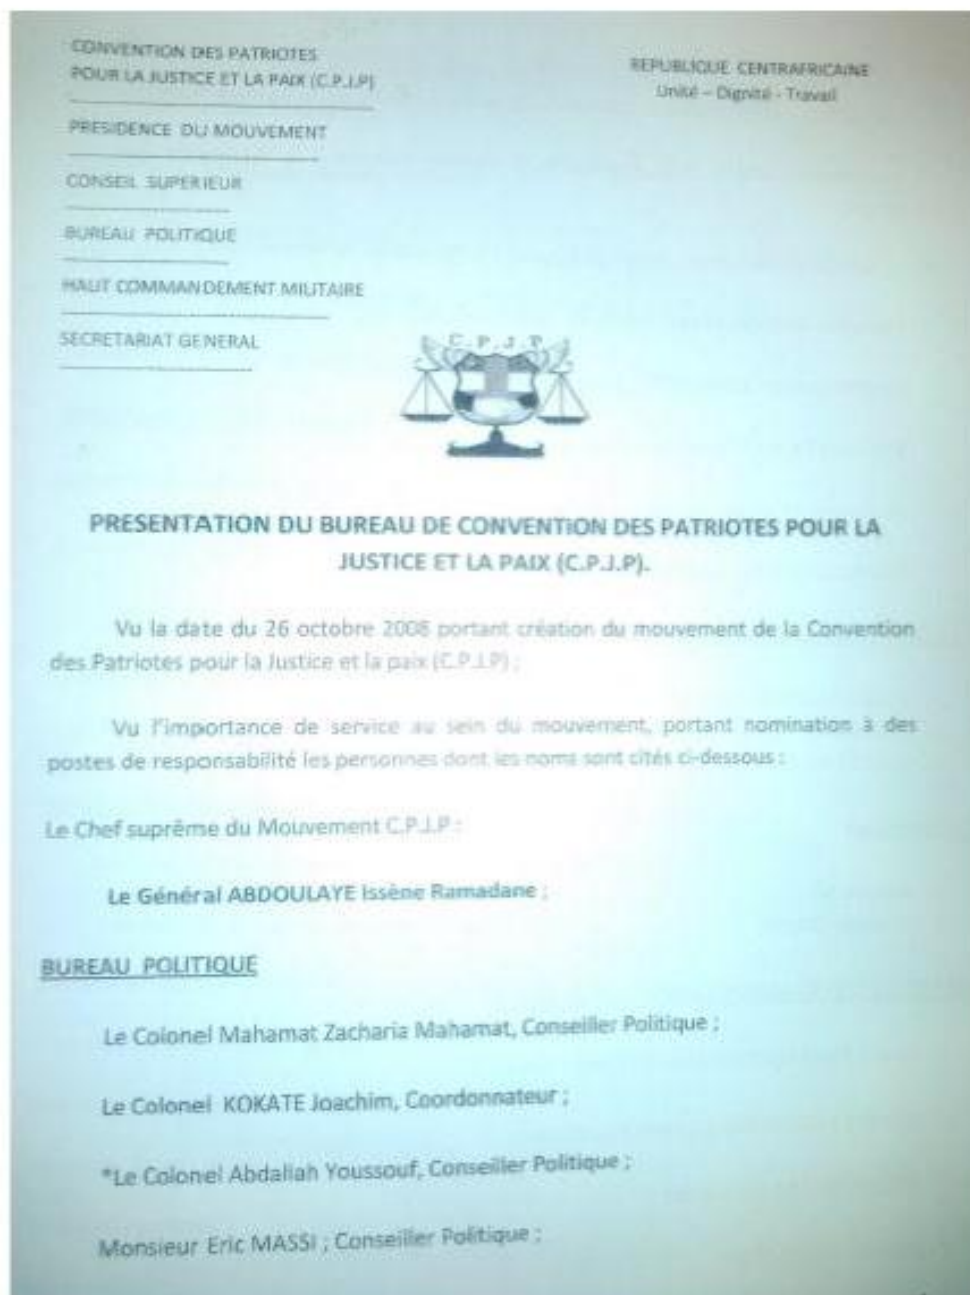 CONVENTION DES PATRIOTES
POUR LA JUSTICE ET LA PAIX (C.P.J.P)
REPUBLIQUE CENTRAFRICAINE
Unité – Dignité - Travail
PRESIDENCE DU MOUVEMENT
CONSEIL SUPERIEUR
BUREAU POLITIQUE
HAUT COMMANDEMENT MILITAIRE
SECRETARIAT GENERAL
C.P.J.P
PRESENTATION DU BUREAU DE CONVENTION DES PATRIOTES POUR LA
JUSTICE ET LA PAIX (C.P.J.P).
Vu la date du 26 octobre 2008 portant création du mouvement de la Convention
des Patriotes pour la Justice et la paix (C.P.J.P) ;
Vu l'importance de service au sein du mouvement, portant nomination à des
postes de responsabilité les personnes dont les noms sont cités ci-dessous :
Le Chef suprême du Mouvement C.P.J.P :
Le Général ABDOULAYE Issène Ramadane ;
BUREAU POLITIQUE
Le Colonel Mahamat Zacharia Mahamat, Conseiller Politique ;
Le Colonel KOKATE Joachim, Coordonnateur ;
*Le Colonel Abdallah Youssouf, Conseiller Politique ;
Monsieur Eric MASSI ; Conseiller Politique ;